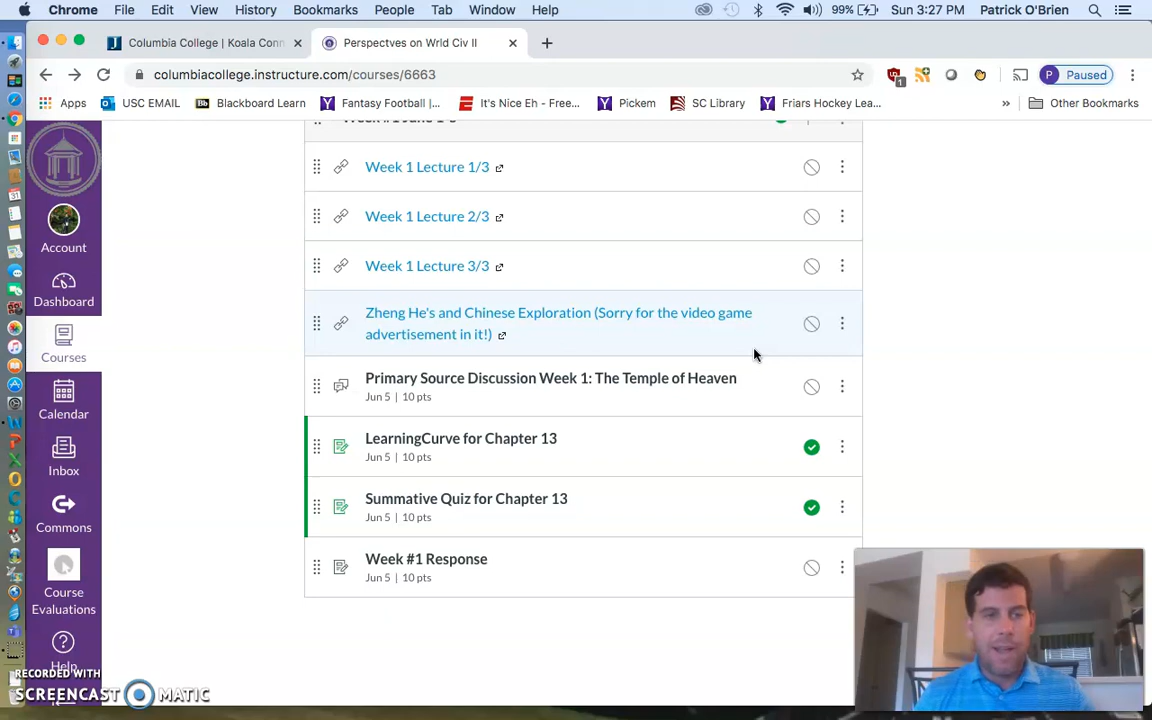 Chrome File Edit View History Bookmarks People Tab Window Help 99% Sun 3:27 PM Patrick O'Brien
Columbia College | Koala Conn
Perspectves on Wrld Civ II
columbiacollege.instructure.com/courses/6663
1
P Paused
Apps USC EMAIL Bb Blackboard Learn Fantasy Football |... It's Nice Eh - Free... Pickem SC Library Friars Hockey Lea... » Other Bookmarks
Account
Dashboard
Courses
Calendar
Inbox
Commons
Course
Evaluations
Help
Week 1 Lecture 1/3
Week 1 Lecture 2/3
Week 1 Lecture 3/3
Zheng He's and Chinese Exploration (Sorry for the video game
advertisement in it!)
Primary Source Discussion Week 1: The Temple of Heaven
Jun 5 | 10 pts
LearningCurve for Chapter 13
Jun 5 | 10 pts
Summative Quiz for Chapter 13
Jun 5 | 10 pts
Week #1 Response
Jun 5 | 10 pts
RECORDED WITH
SCREENCAST MATIC